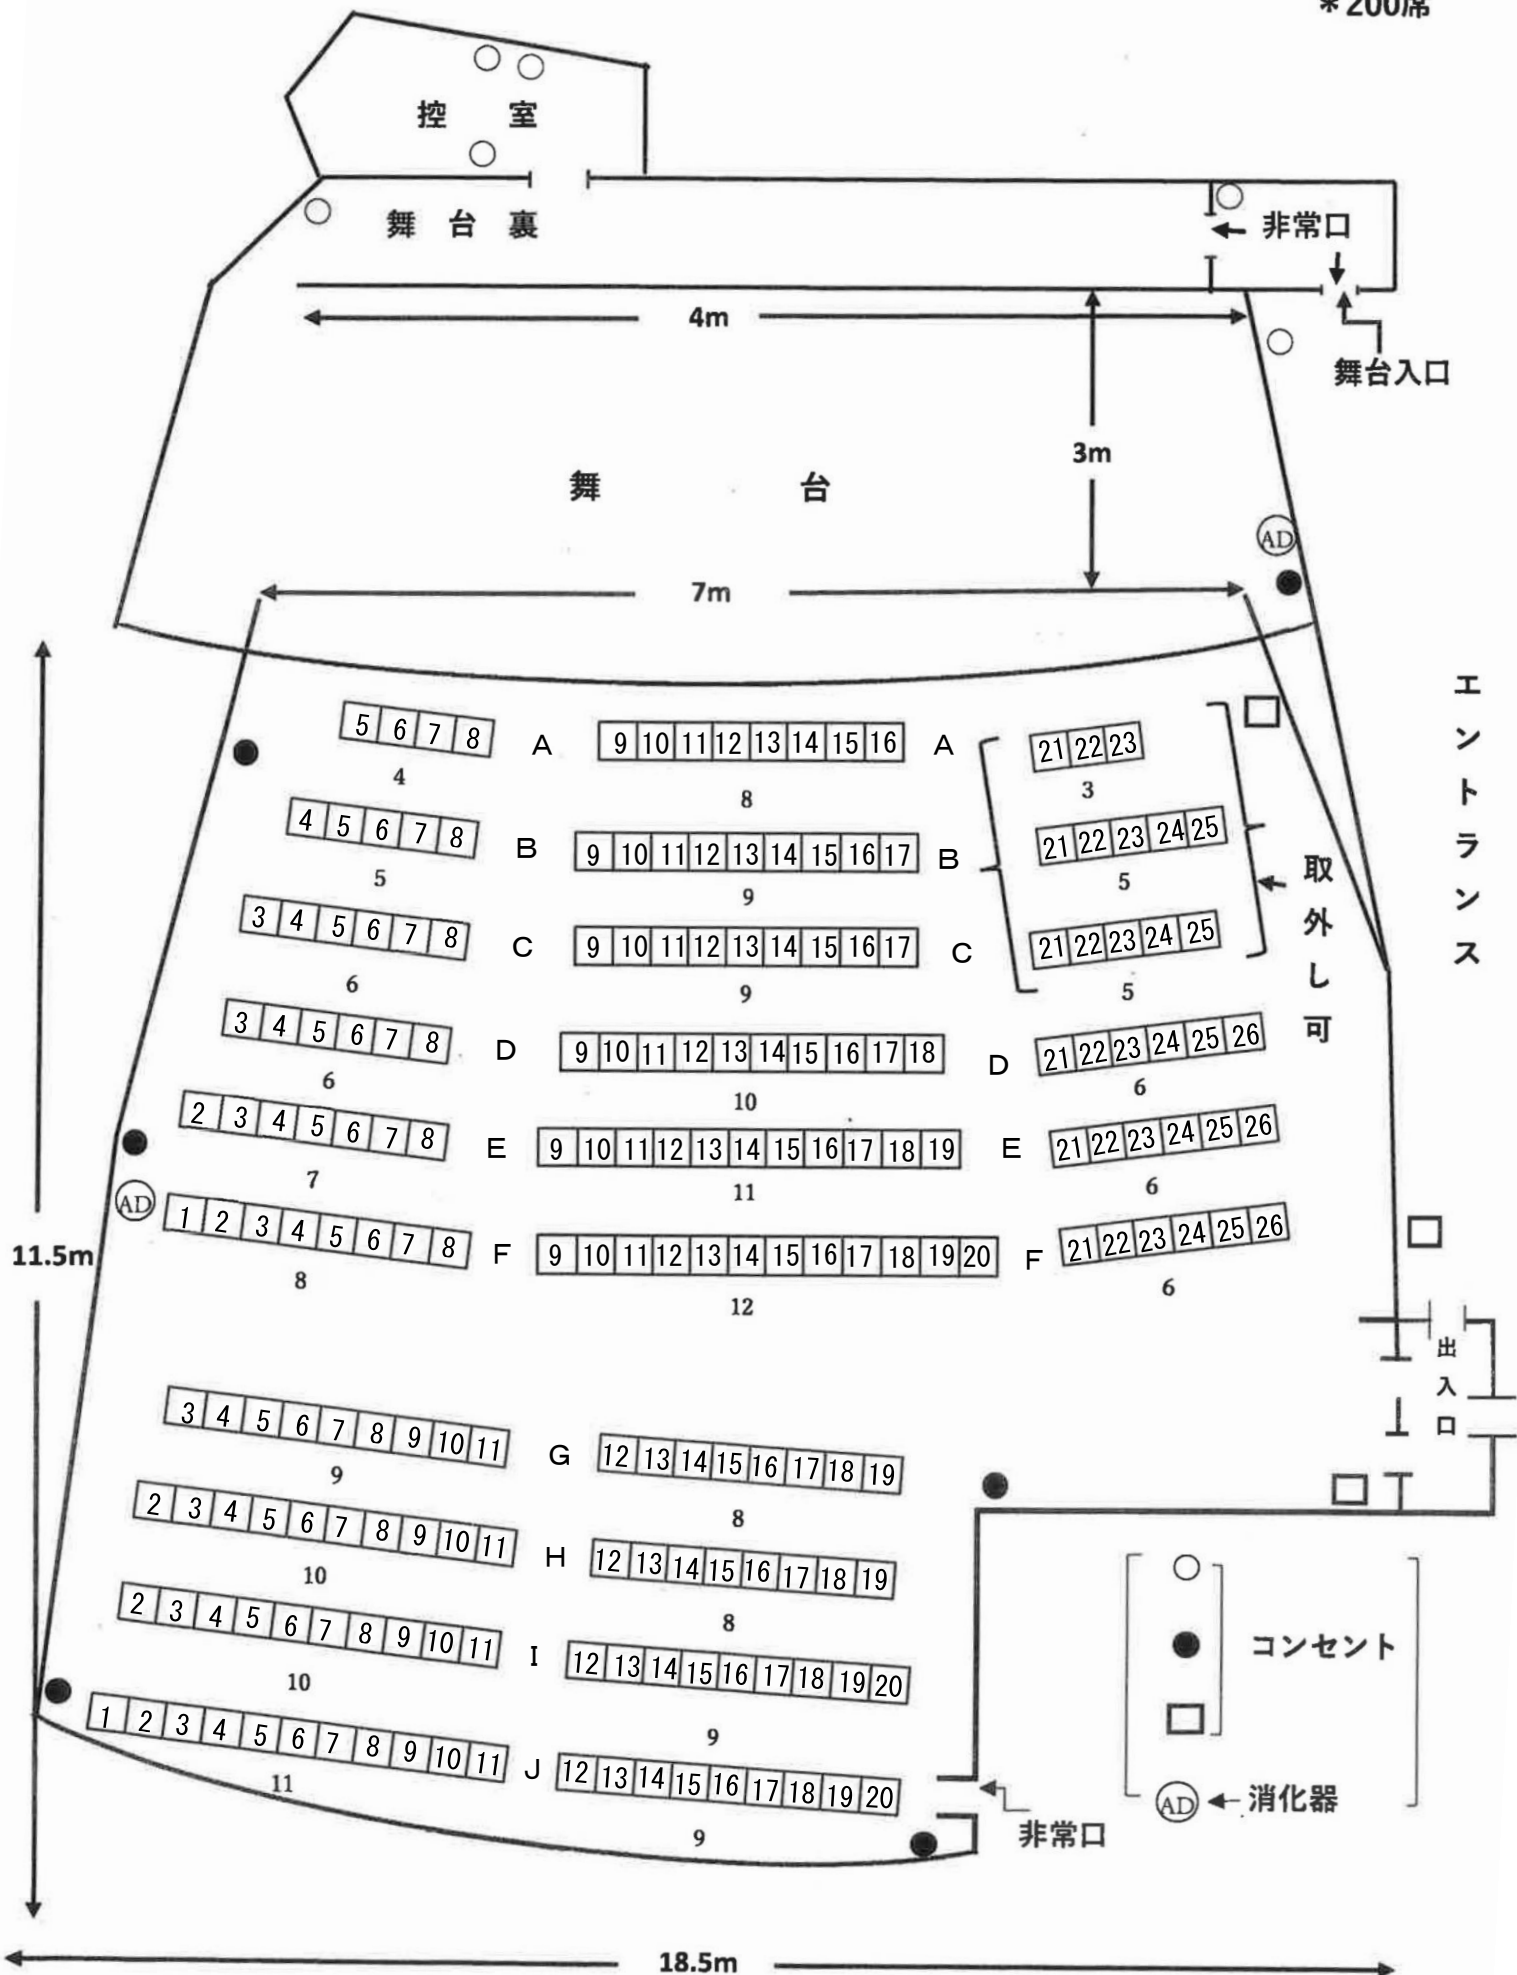 *200席
控 室
舞 台 裏
非常口
4m
舞台入口
3m
舞 台
AD
7m
エントランス
5 6 7 8 A 9 10 11 12 13 14 15 16 A 21 22 23
4 8 3
4 5 6 7 8 B 9 10 11 12 13 14 15 16 17 B 21 22 23 24 25
5 9 5
取外し可
3 4 5 6 7 8 C 9 10 11 12 13 14 15 16 17 C 21 22 23 24 25
6 9 5
3 4 5 6 7 8 D 9 10 11 12 13 14 15 16 17 18 D 21 22 23 24 25 26
6 10 6
2 3 4 5 6 7 8 E 9 10 11 12 13 14 15 16 17 18 19 E 21 22 23 24 25 26
7 11 6
AD
1 2 3 4 5 6 7 8 F 9 10 11 12 13 14 15 16 17 18 19 20 F 21 22 23 24 25 26
8 12 6
11.5m
出入口
3 4 5 6 7 8 9 10 11 G 12 13 14 15 16 17 18 19
9 8
2 3 4 5 6 7 8 9 10 11 H 12 13 14 15 16 17 18 19
10 8
2 3 4 5 6 7 8 9 10 11 I 12 13 14 15 16 17 18 19 20
10 9
1 2 3 4 5 6 7 8 9 10 11 J 12 13 14 15 16 17 18 19 20
11 9
コンセント
AD 消化器
非常口
18.5m